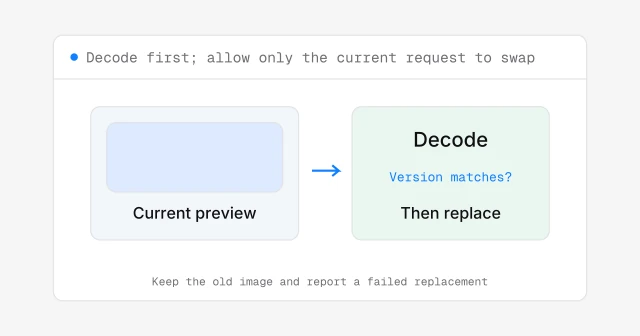 Decode first; allow only the current request to swap
Current preview
Decode
Version matches?
Then replace
Keep the old image and report a failed replacement